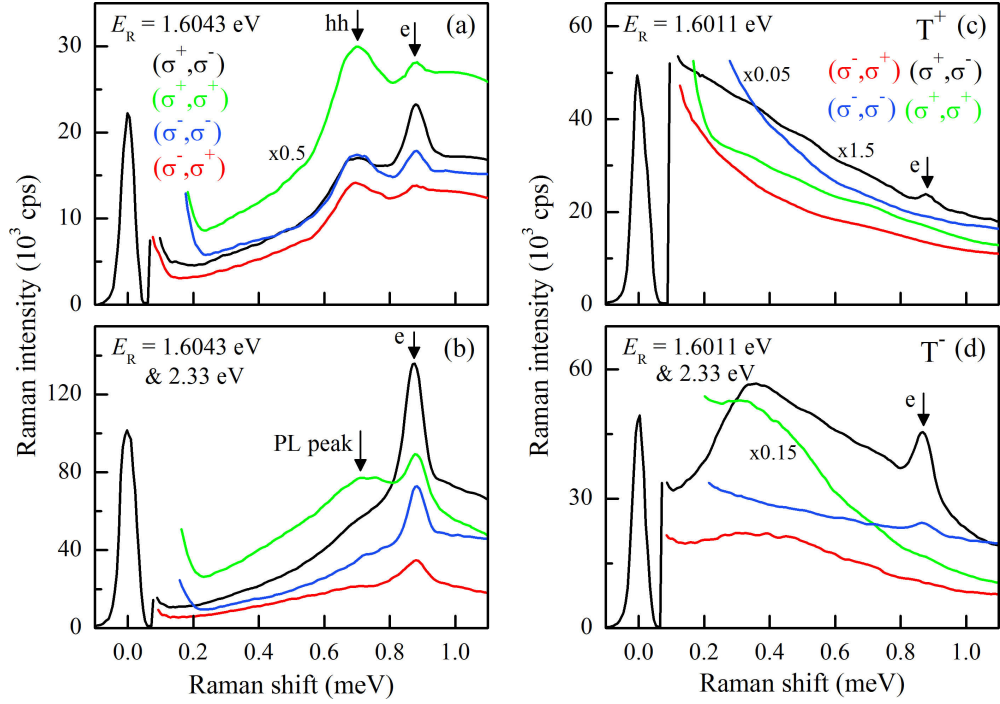 E_R = 1.6043 eV
hh
e
(a)
(σ⁺,σ⁻)
(σ⁺,σ⁺)
(σ⁻,σ⁻)
(σ⁻,σ⁺)
x0.5
30
20
10
0
Raman intensity (10³ cps)
E_R = 1.6043 eV
& 2.33 eV
e
(b)
PL peak
120
80
40
0
0.0 0.2 0.4 0.6 0.8 1.0
Raman shift (meV)
E_R = 1.6011 eV
T⁺
(c)
x0.05
(σ⁻,σ⁺) (σ⁺,σ⁻)
(σ⁻,σ⁻) (σ⁺,σ⁺)
x1.5
e
60
40
20
0
Raman intensity (10³ cps)
E_R = 1.6011 eV
& 2.33 eV
T⁻
(d)
e
x0.15
60
30
0
0.0 0.2 0.4 0.6 0.8 1.0
Raman shift (meV)